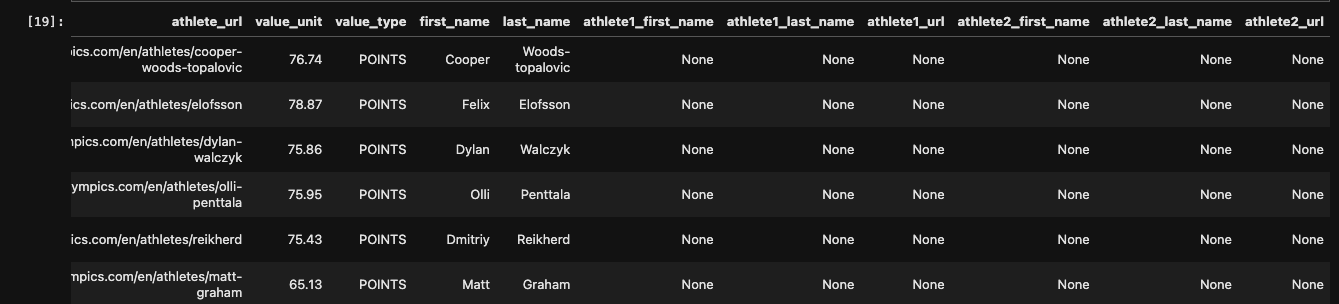 [19]: athlete_url value_unit value_type first_name last_name athlete1_first_name athlete1_last_name athlete1_url athlete2_first_name athlete2_last_name athlete2_url
ics.com/en/athletes/cooper-woods-topalovic 76.74 POINTS Cooper Woods-topalovic None None None None None None
ics.com/en/athletes/elofsson 78.87 POINTS Felix Elofsson None None None None None None
mpics.com/en/athletes/dylan-walczyk 75.86 POINTS Dylan Walczyk None None None None None None
ympics.com/en/athletes/olli-penttala 75.95 POINTS Olli Penttala None None None None None None
ics.com/en/athletes/reikherd 75.43 POINTS Dmitriy Reikherd None None None None None None
mpics.com/en/athletes/matt-graham 65.13 POINTS Matt Graham None None None None None None